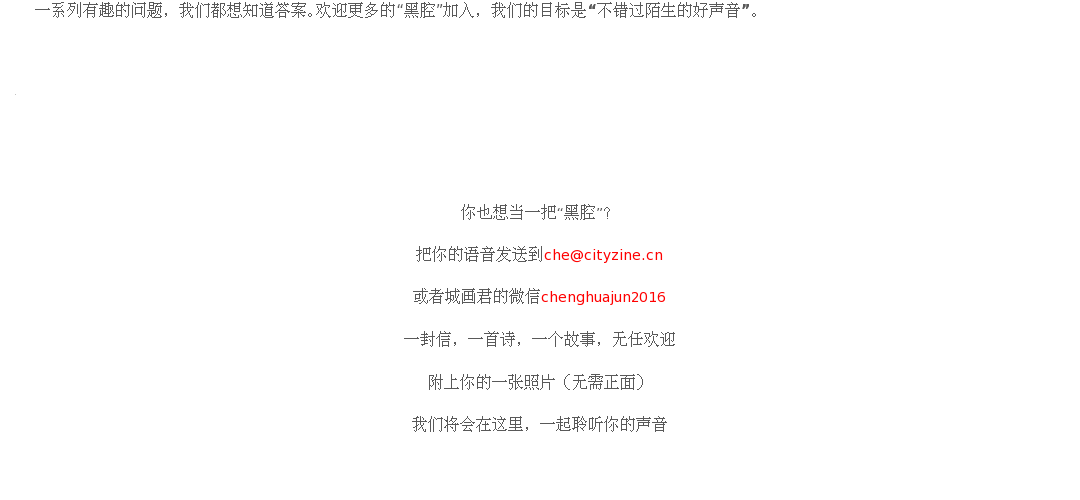 一系列有趣的问题，我们都想知道答案。欢迎更多的“黑腔”加入，我们的目标是“不错过陌生的好声音”。
你也想当一把“黑腔”？
把你的语音发送到che@cityzine.cn
或者城画君的微信chenghuajun2016
一封信，一首诗，一个故事，无任欢迎
附上你的一张照片（无需正面）
我们将会在这里，一起聆听你的声音